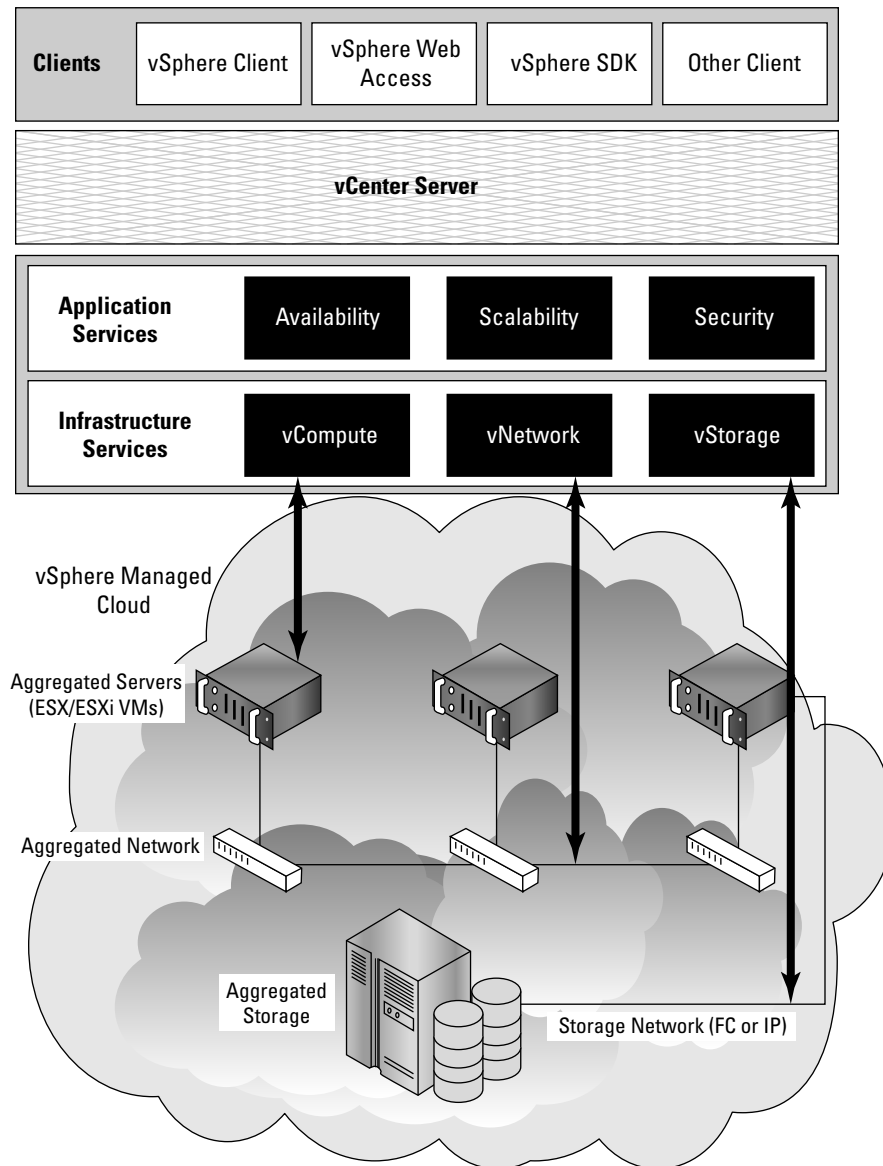 Clients
vSphere Client
vSphere Web
Access
vSphere SDK
Other Client
vCenter Server
Application
Services
Availability
Scalability
Security
Infrastructure
Services
vCompute
vNetwork
vStorage
vSphere Managed
Cloud
Aggregated Servers
(ESX/ESXi VMs)
Aggregated Network
Aggregated
Storage
Storage Network (FC or IP)